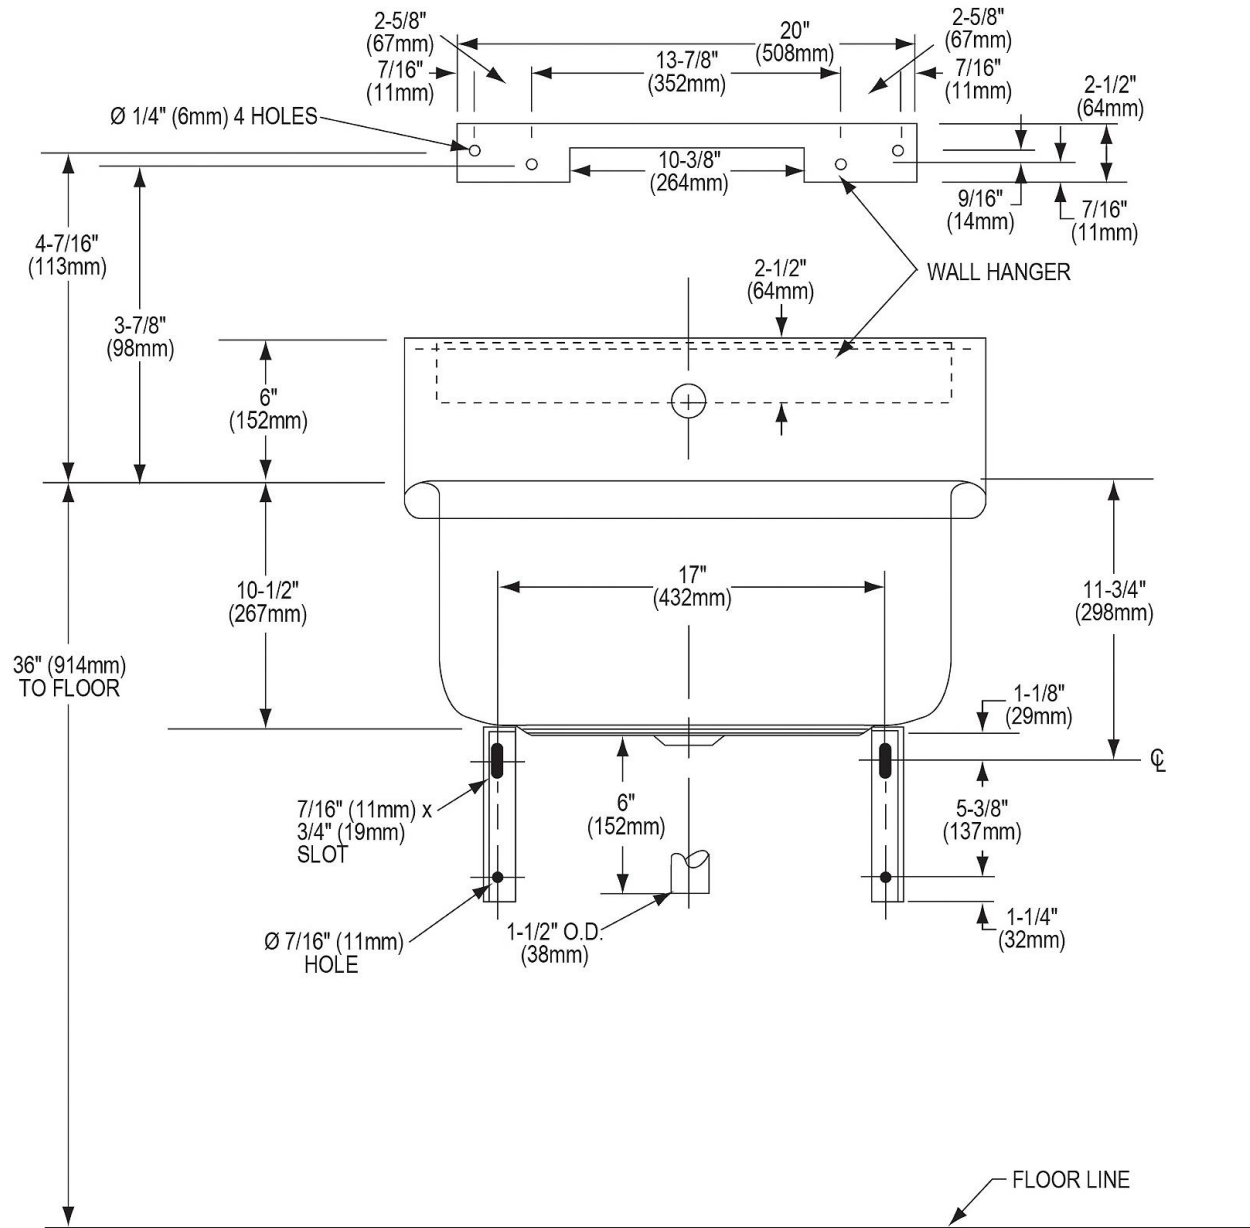 2-5/8"
(67mm)
20"
(508mm)
2-5/8"
(67mm)
7/16"
(11mm)
13-7/8"
(352mm)
7/16"
(11mm)
2-1/2"
(64mm)
Ø 1/4" (6mm) 4 HOLES
10-3/8"
(264mm)
9/16"
(14mm)
7/16"
(11mm)
4-7/16"
(113mm)
WALL HANGER
2-1/2"
(64mm)
3-7/8"
(98mm)
6"
(152mm)
10-1/2"
(267mm)
17"
(432mm)
11-3/4"
(298mm)
36" (914mm)
TO FLOOR
1-1/8"
(29mm)
℄
7/16" (11mm) x
3/4" (19mm)
SLOT
6"
(152mm)
5-3/8"
(137mm)
Ø 7/16" (11mm)
HOLE
1-1/2" O.D.
(38mm)
1-1/4"
(32mm)
FLOOR LINE